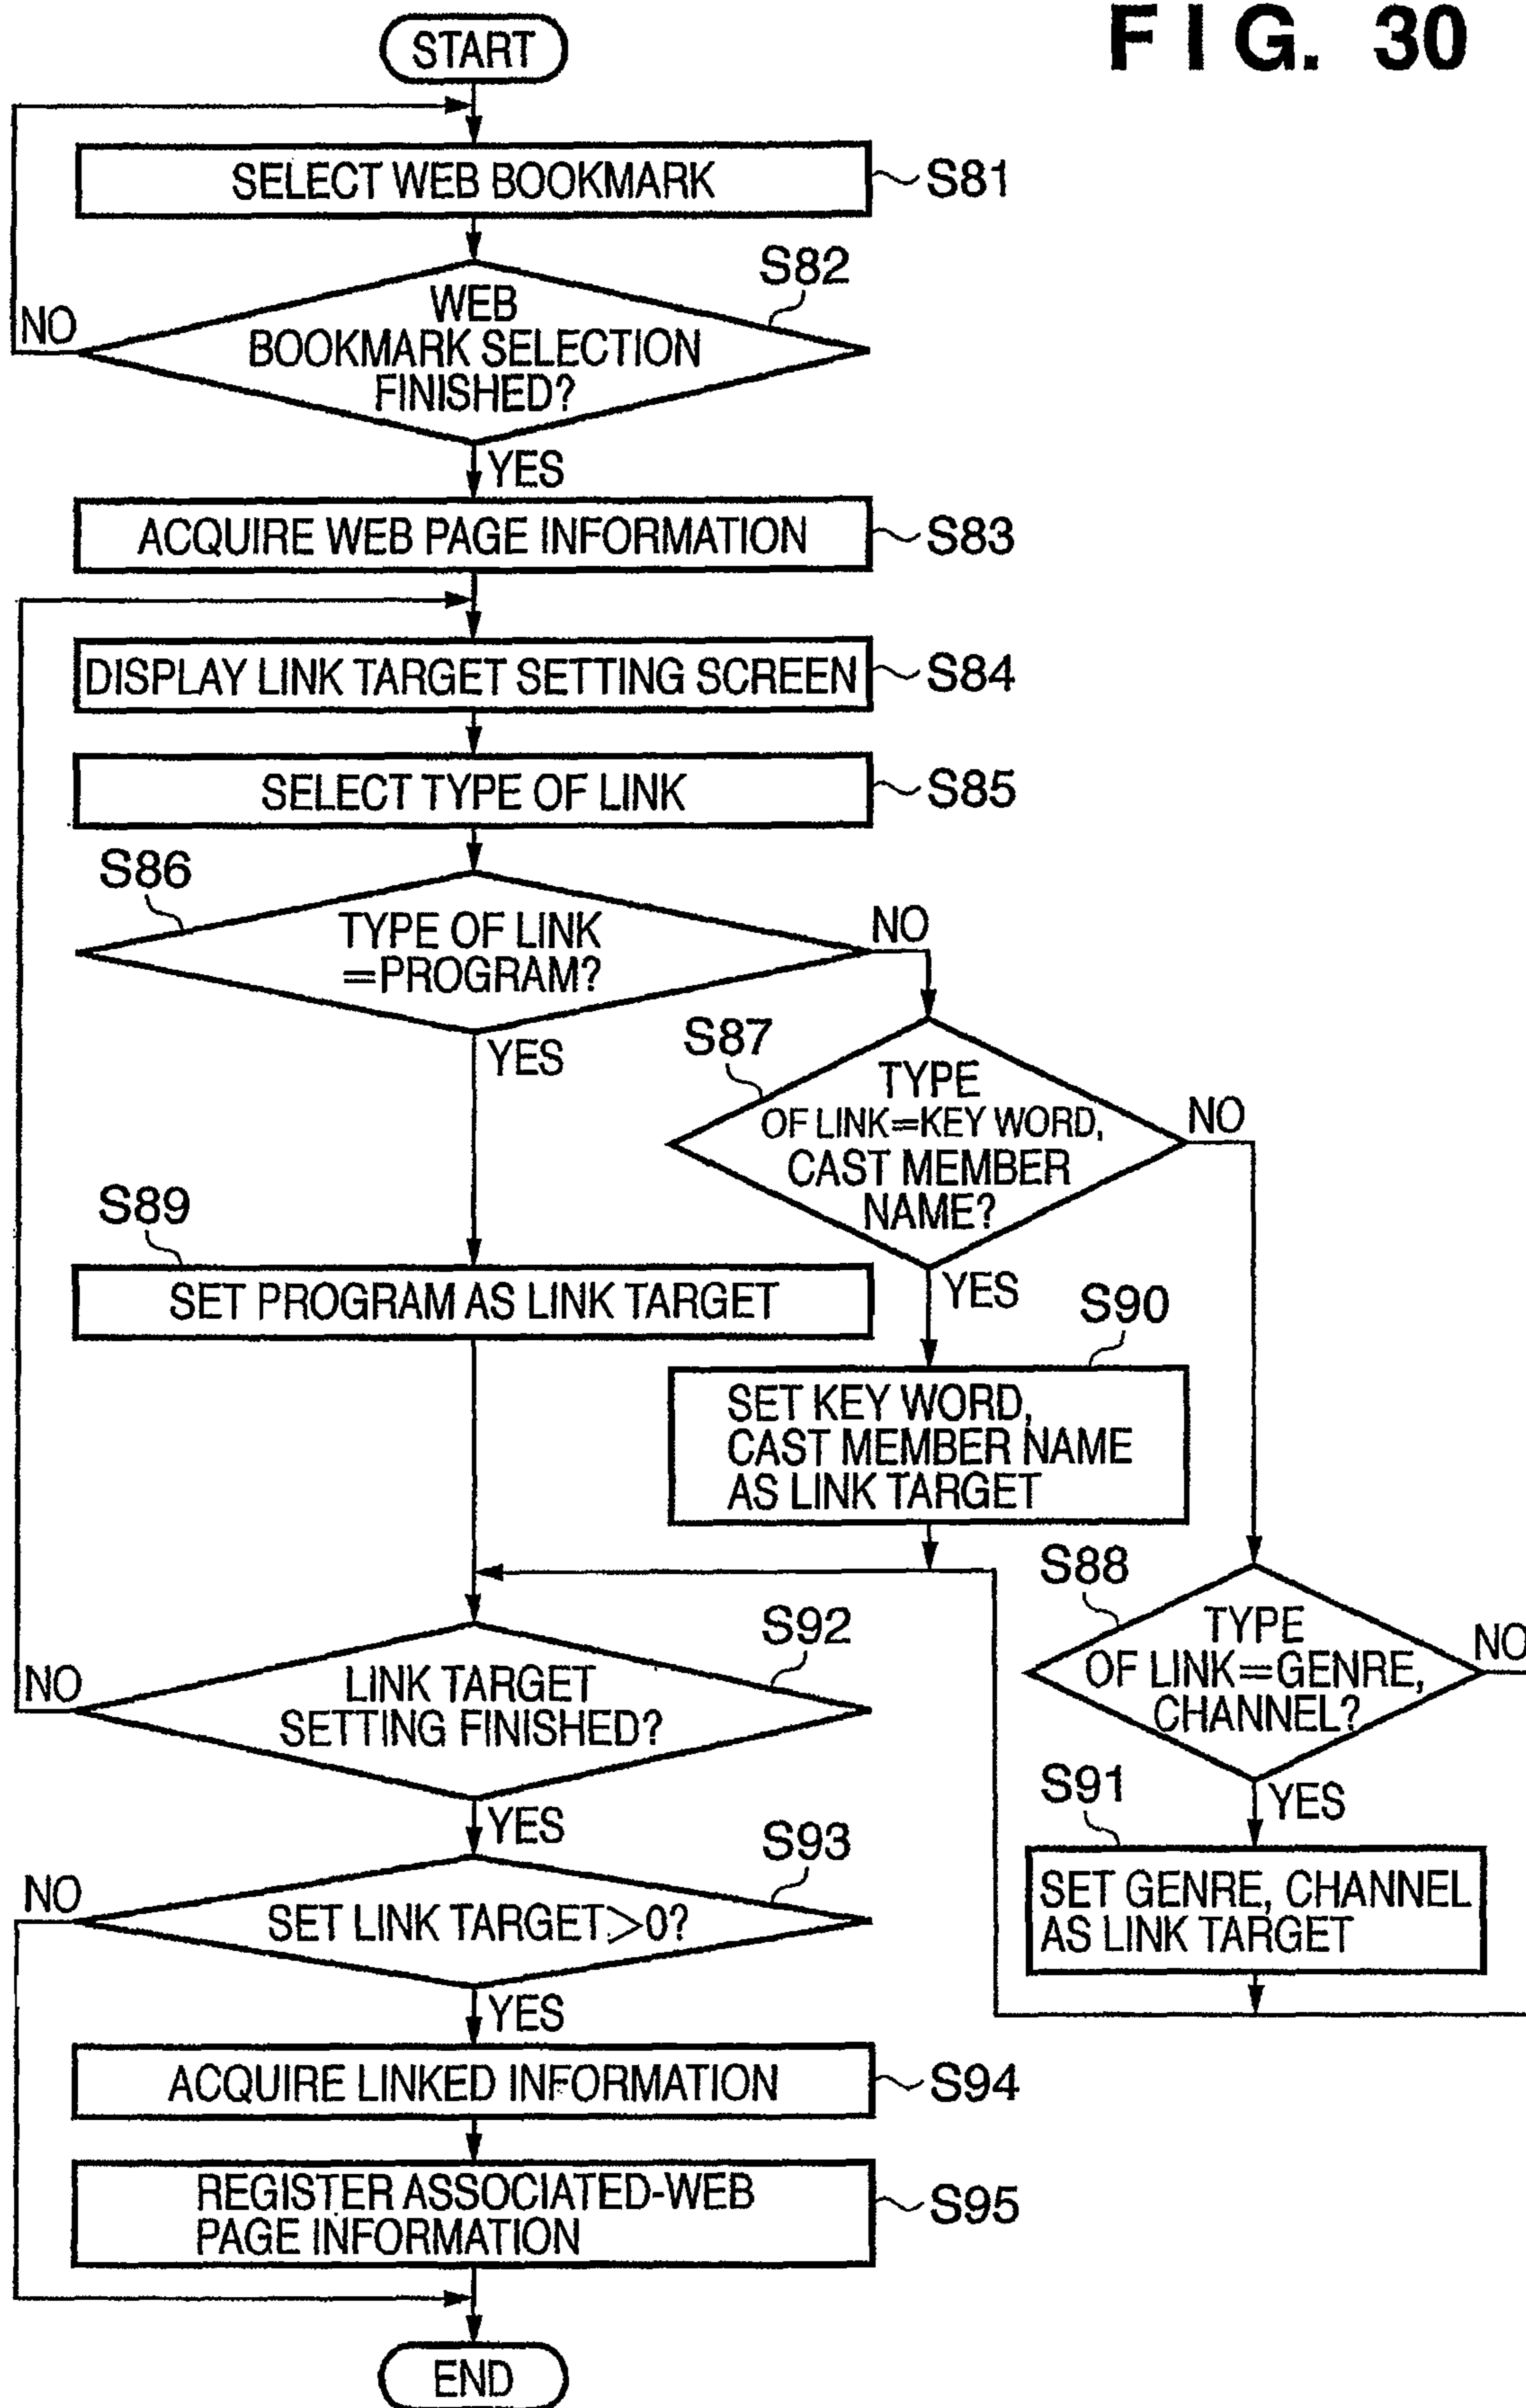 FIG. 30
START
SELECT WEB BOOKMARK
S81
S82
WEB
BOOKMARK SELECTION
FINISHED?
NO
YES
ACQUIRE WEB PAGE INFORMATION
S83
DISPLAY LINK TARGET SETTING SCREEN
S84
SELECT TYPE OF LINK
S85
S86
TYPE OF LINK
=PROGRAM?
NO
YES
S87
TYPE
OF LINK=KEY WORD,
CAST MEMBER
NAME?
NO
YES
S89
SET PROGRAM AS LINK TARGET
S90
SET KEY WORD,
CAST MEMBER NAME
AS LINK TARGET
S88
TYPE
OF LINK=GENRE,
CHANNEL?
NO
YES
S91
SET GENRE, CHANNEL
AS LINK TARGET
S92
LINK TARGET
SETTING FINISHED?
NO
YES
S93
SET LINK TARGET>0?
NO
YES
ACQUIRE LINKED INFORMATION
S94
REGISTER ASSOCIATED-WEB
PAGE INFORMATION
S95
END